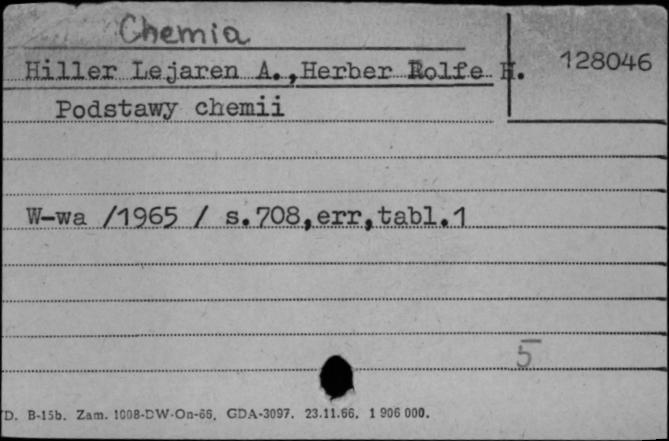 Chemia
128046
Hiller Lejaren A.,Herber Rolfe H.
Podstawy chemii
W-wa /1965 / s.708,err,tabl.1
5
D. B-15b. Zam. 1008-DW-On-66. GDA-3097. 23.11.66. 1 906 000.